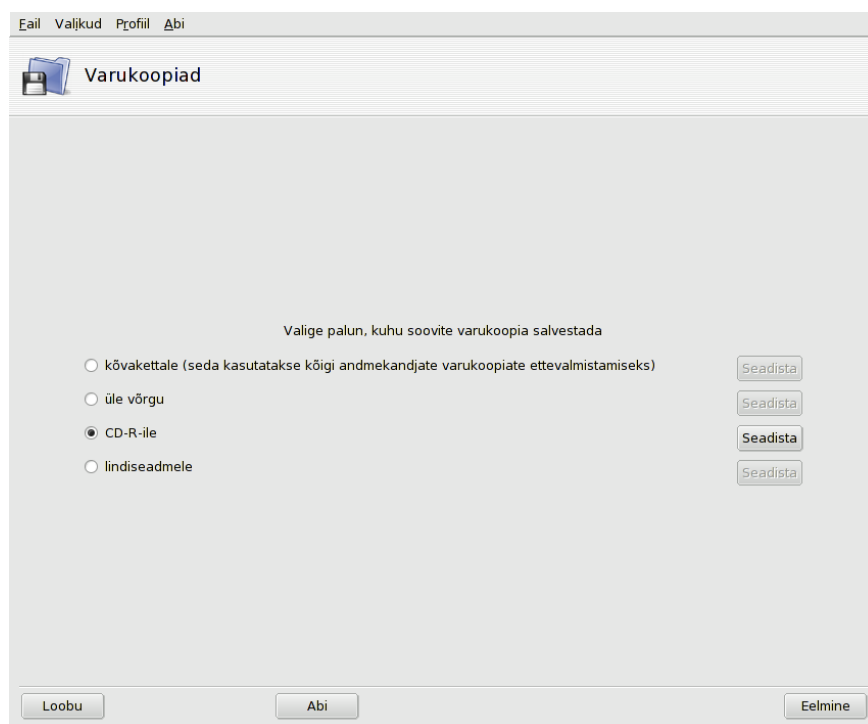 Fail Valikud Profiil Abi
Varukoopiad
Valige palun, kuhu soovite varukoopia salvestada
kõvakettale (seda kasutatakse kõigi andmekandjate varukoopiate ettevalmistamiseks) Seadista
üle võrgu Seadista
CD-R-ile Seadista
lindiseadmele Seadista
Loobu Abi Eelmine